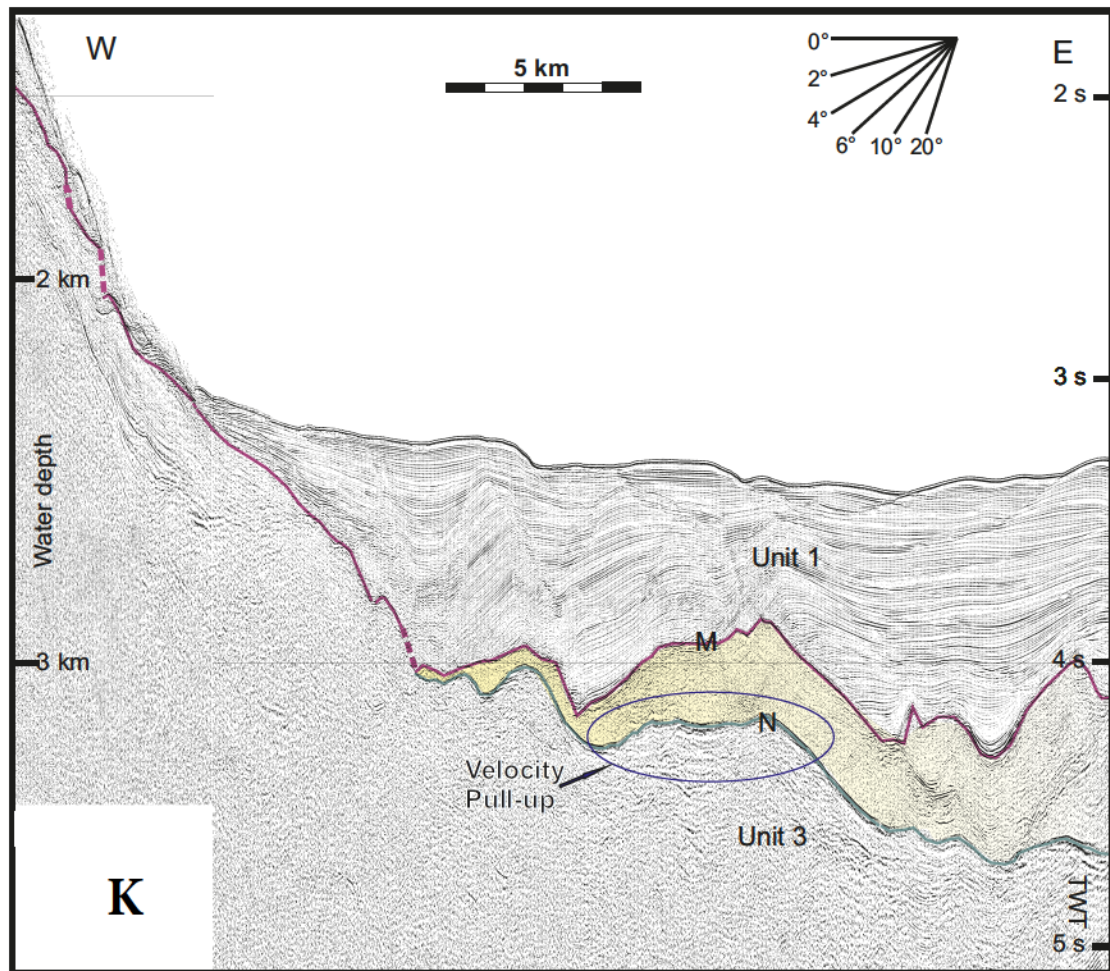 W
5 km
0°
2°
4°
6° 10° 20°
E
2 s
2 km
3 s
Water depth
Unit 1
M
3 km
4 s
N
Velocity
Pull-up
Unit 3
K
TWT
5 s